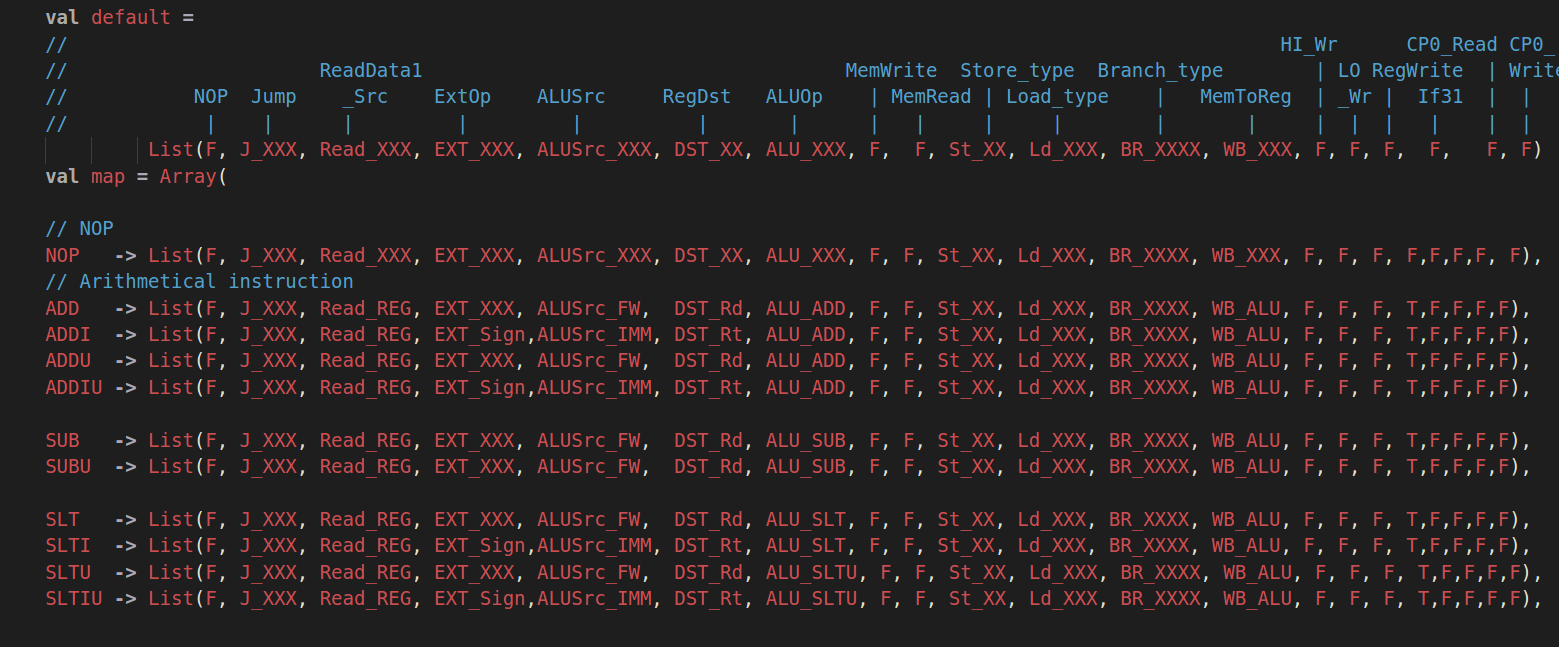 val default =
//                                                                                                          HI_Wr      CP0_Read CP0_
//                      ReadData1                                     MemWrite  Store_type  Branch_type        | LO RegWrite  | Write
//           NOP  Jump    _Src    ExtOp    ALUSrc     RegDst   ALUOp    | MemRead | Load_type    |   MemToReg  | _Wr |  If31  |  |
//            |    |      |         |         |          |       |      |   |     |     |        |       |     |  |  |   |    |  |
List(F, J_XXX, Read_XXX, EXT_XXX, ALUSrc_XXX, DST_XX, ALU_XXX, F,  F, St_XX, Ld_XXX, BR_XXXX, WB_XXX, F, F, F,  F,   F, F)
val map = Array(
// NOP
NOP   -> List(F, J_XXX, Read_XXX, EXT_XXX, ALUSrc_XXX, DST_XX, ALU_XXX, F, F, St_XX, Ld_XXX, BR_XXXX, WB_XXX, F, F, F, F,F,F,F, F),
// Arithmetical instruction
ADD   -> List(F, J_XXX, Read_REG, EXT_XXX, ALUSrc_FW,  DST_Rd, ALU_ADD, F, F, St_XX, Ld_XXX, BR_XXXX, WB_ALU, F, F, F, T,F,F,F,F),
ADDI  -> List(F, J_XXX, Read_REG, EXT_Sign,ALUSrc_IMM, DST_Rt, ALU_ADD, F, F, St_XX, Ld_XXX, BR_XXXX, WB_ALU, F, F, F, T,F,F,F,F),
ADDU  -> List(F, J_XXX, Read_REG, EXT_XXX, ALUSrc_FW,  DST_Rd, ALU_ADD, F, F, St_XX, Ld_XXX, BR_XXXX, WB_ALU, F, F, F, T,F,F,F,F),
ADDIU -> List(F, J_XXX, Read_REG, EXT_Sign,ALUSrc_IMM, DST_Rt, ALU_ADD, F, F, St_XX, Ld_XXX, BR_XXXX, WB_ALU, F, F, F, T,F,F,F,F),
SUB   -> List(F, J_XXX, Read_REG, EXT_XXX, ALUSrc_FW,  DST_Rd, ALU_SUB, F, F, St_XX, Ld_XXX, BR_XXXX, WB_ALU, F, F, F, T,F,F,F,F),
SUBU  -> List(F, J_XXX, Read_REG, EXT_XXX, ALUSrc_FW,  DST_Rd, ALU_SUB, F, F, St_XX, Ld_XXX, BR_XXXX, WB_ALU, F, F, F, T,F,F,F,F),
SLT   -> List(F, J_XXX, Read_REG, EXT_XXX, ALUSrc_FW,  DST_Rd, ALU_SLT, F, F, St_XX, Ld_XXX, BR_XXXX, WB_ALU, F, F, F, T,F,F,F,F),
SLTI  -> List(F, J_XXX, Read_REG, EXT_Sign,ALUSrc_IMM, DST_Rt, ALU_SLT, F, F, St_XX, Ld_XXX, BR_XXXX, WB_ALU, F, F, F, T,F,F,F,F),
SLTU  -> List(F, J_XXX, Read_REG, EXT_XXX, ALUSrc_FW,  DST_Rd, ALU_SLTU, F, F, St_XX, Ld_XXX, BR_XXXX, WB_ALU, F, F, F, T,F,F,F,F),
SLTIU -> List(F, J_XXX, Read_REG, EXT_Sign,ALUSrc_IMM, DST_Rt, ALU_SLTU, F, F, St_XX, Ld_XXX, BR_XXXX, WB_ALU, F, F, F, T,F,F,F,F),